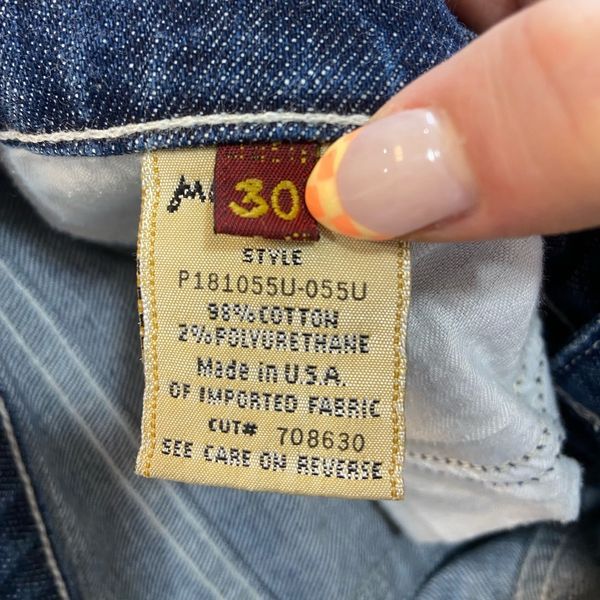 30
STYLE
P181055U-055U
98%COTTON
2%POLYURETHANE
Made in U.S.A.
OF IMPORTED FABRIC
CUT# 708630
SEE CARE ON REVERSE